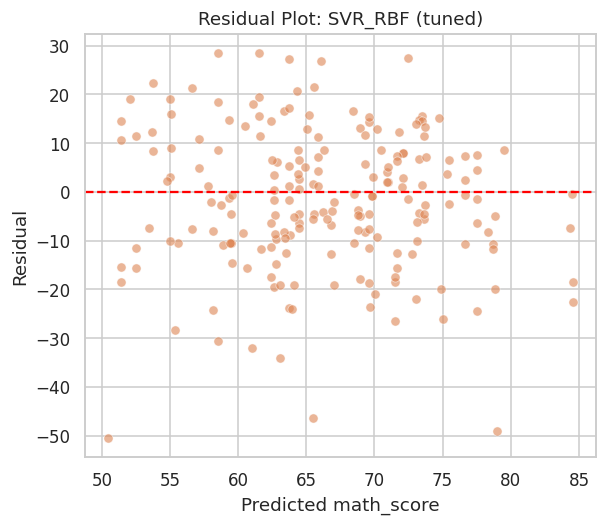 Residual Plot: SVR_RBF (tuned)
30
20
10
0
−10
−20
−30
−40
−50
Residual
50 55 60 65 70 75 80 85
Predicted math_score